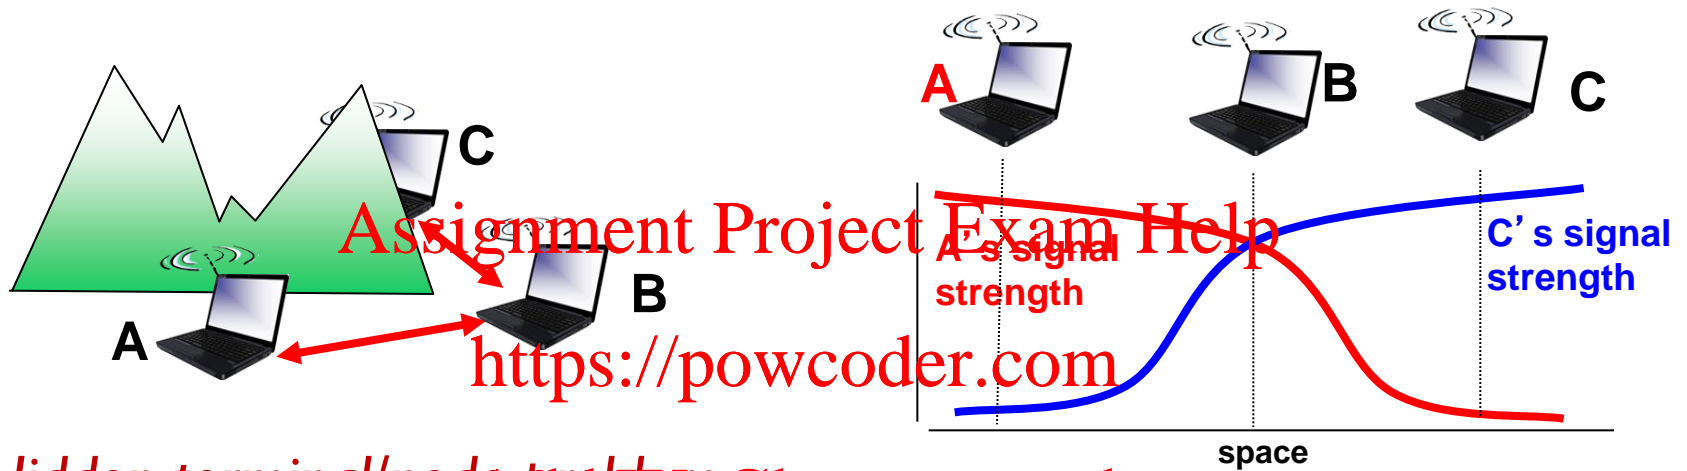 C
B
A
A
B
C
A's signal
strength
C's signal
strength
space
Assignment Project Exam Help
https://powcoder.com